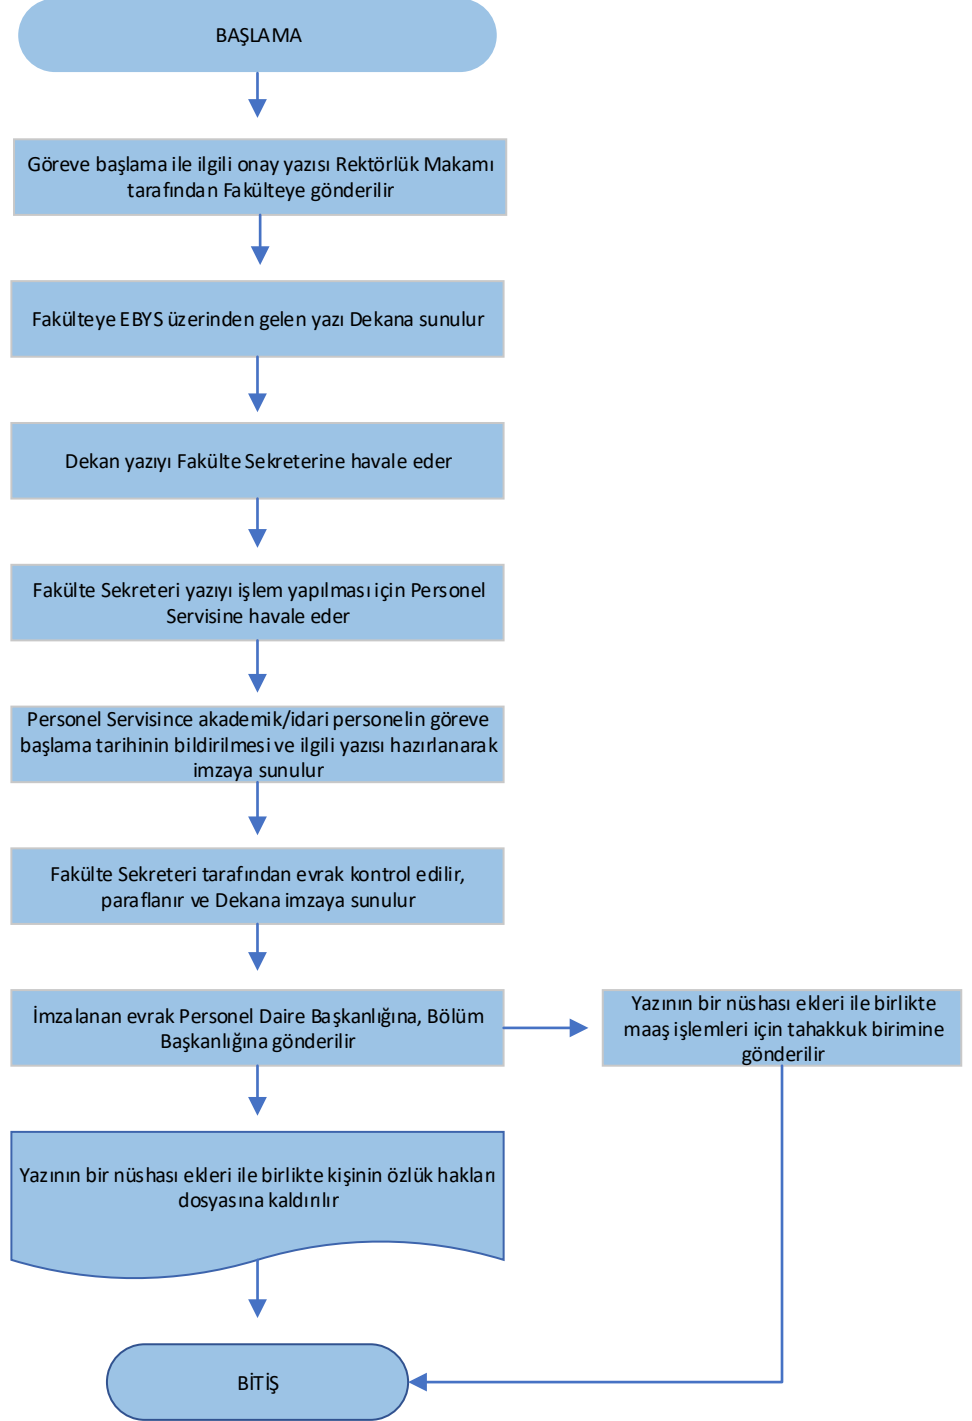 BAŞLAMA
Göreve başlama ile ilgili onay yazısı Rektörlük Makamı
tarafından Fakülteye gönderilir
Fakülteye EBYS üzerinden gelen yazı Dekana sunulur
Dekan yazıyı Fakülte Sekreterine havale eder
Fakülte Sekreteri yazıyı işlem yapılması için Personel
Servisine havale eder
Personel Servisince akademik/idari personelin göreve
başlama tarihinin bildirilmesi ve ilgili yazısı hazırlanarak
imzaya sunulur
Fakülte Sekreteri tarafından evrak kontrol edilir,
paraflanır ve Dekana imzaya sunulur
İmzalanan evrak Personel Daire Başkanlığına, Bölüm
Başkanlığına gönderilir
Yazının bir nüshası ekleri ile birlikte
maaş işlemleri için tahakkuk birimine
gönderilir
Yazının bir nüshası ekleri ile birlikte kişinin özlük hakları
dosyasına kaldırılır
BİTİŞ